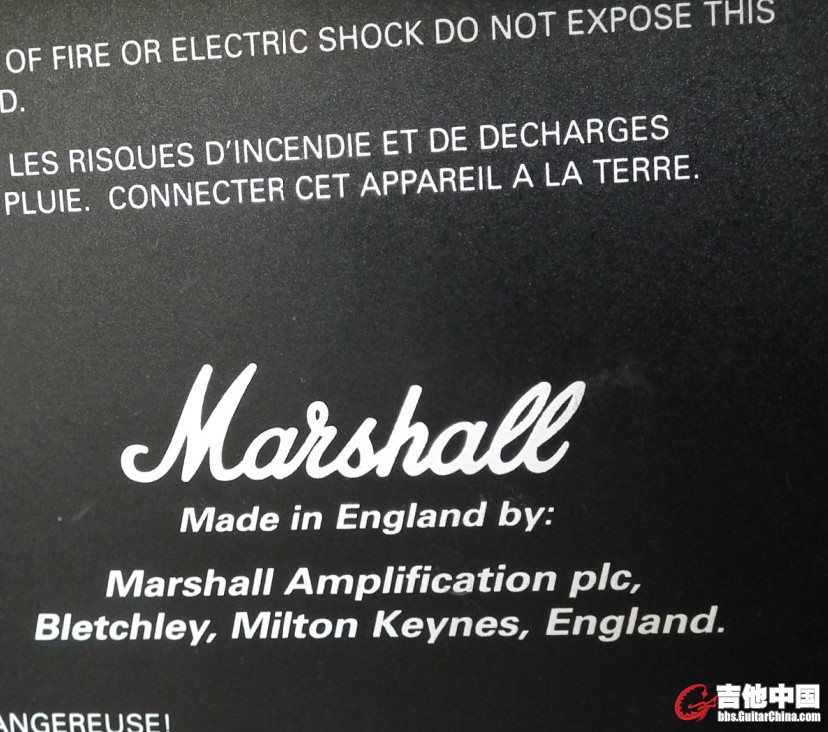 OF FIRE OR ELECTRIC SHOCK DO NOT EXPOSE THIS
D.
LES RISQUES D'INCENDIE ET DE DECHARGES
PLUIE. CONNECTER CET APPAREIL A LA TERRE.
Marshall
Made in England by:
Marshall Amplification plc,
Bletchley, Milton Keynes, England.
ANGEREUSE!
吉他中国
bbs.GuitarChina.com